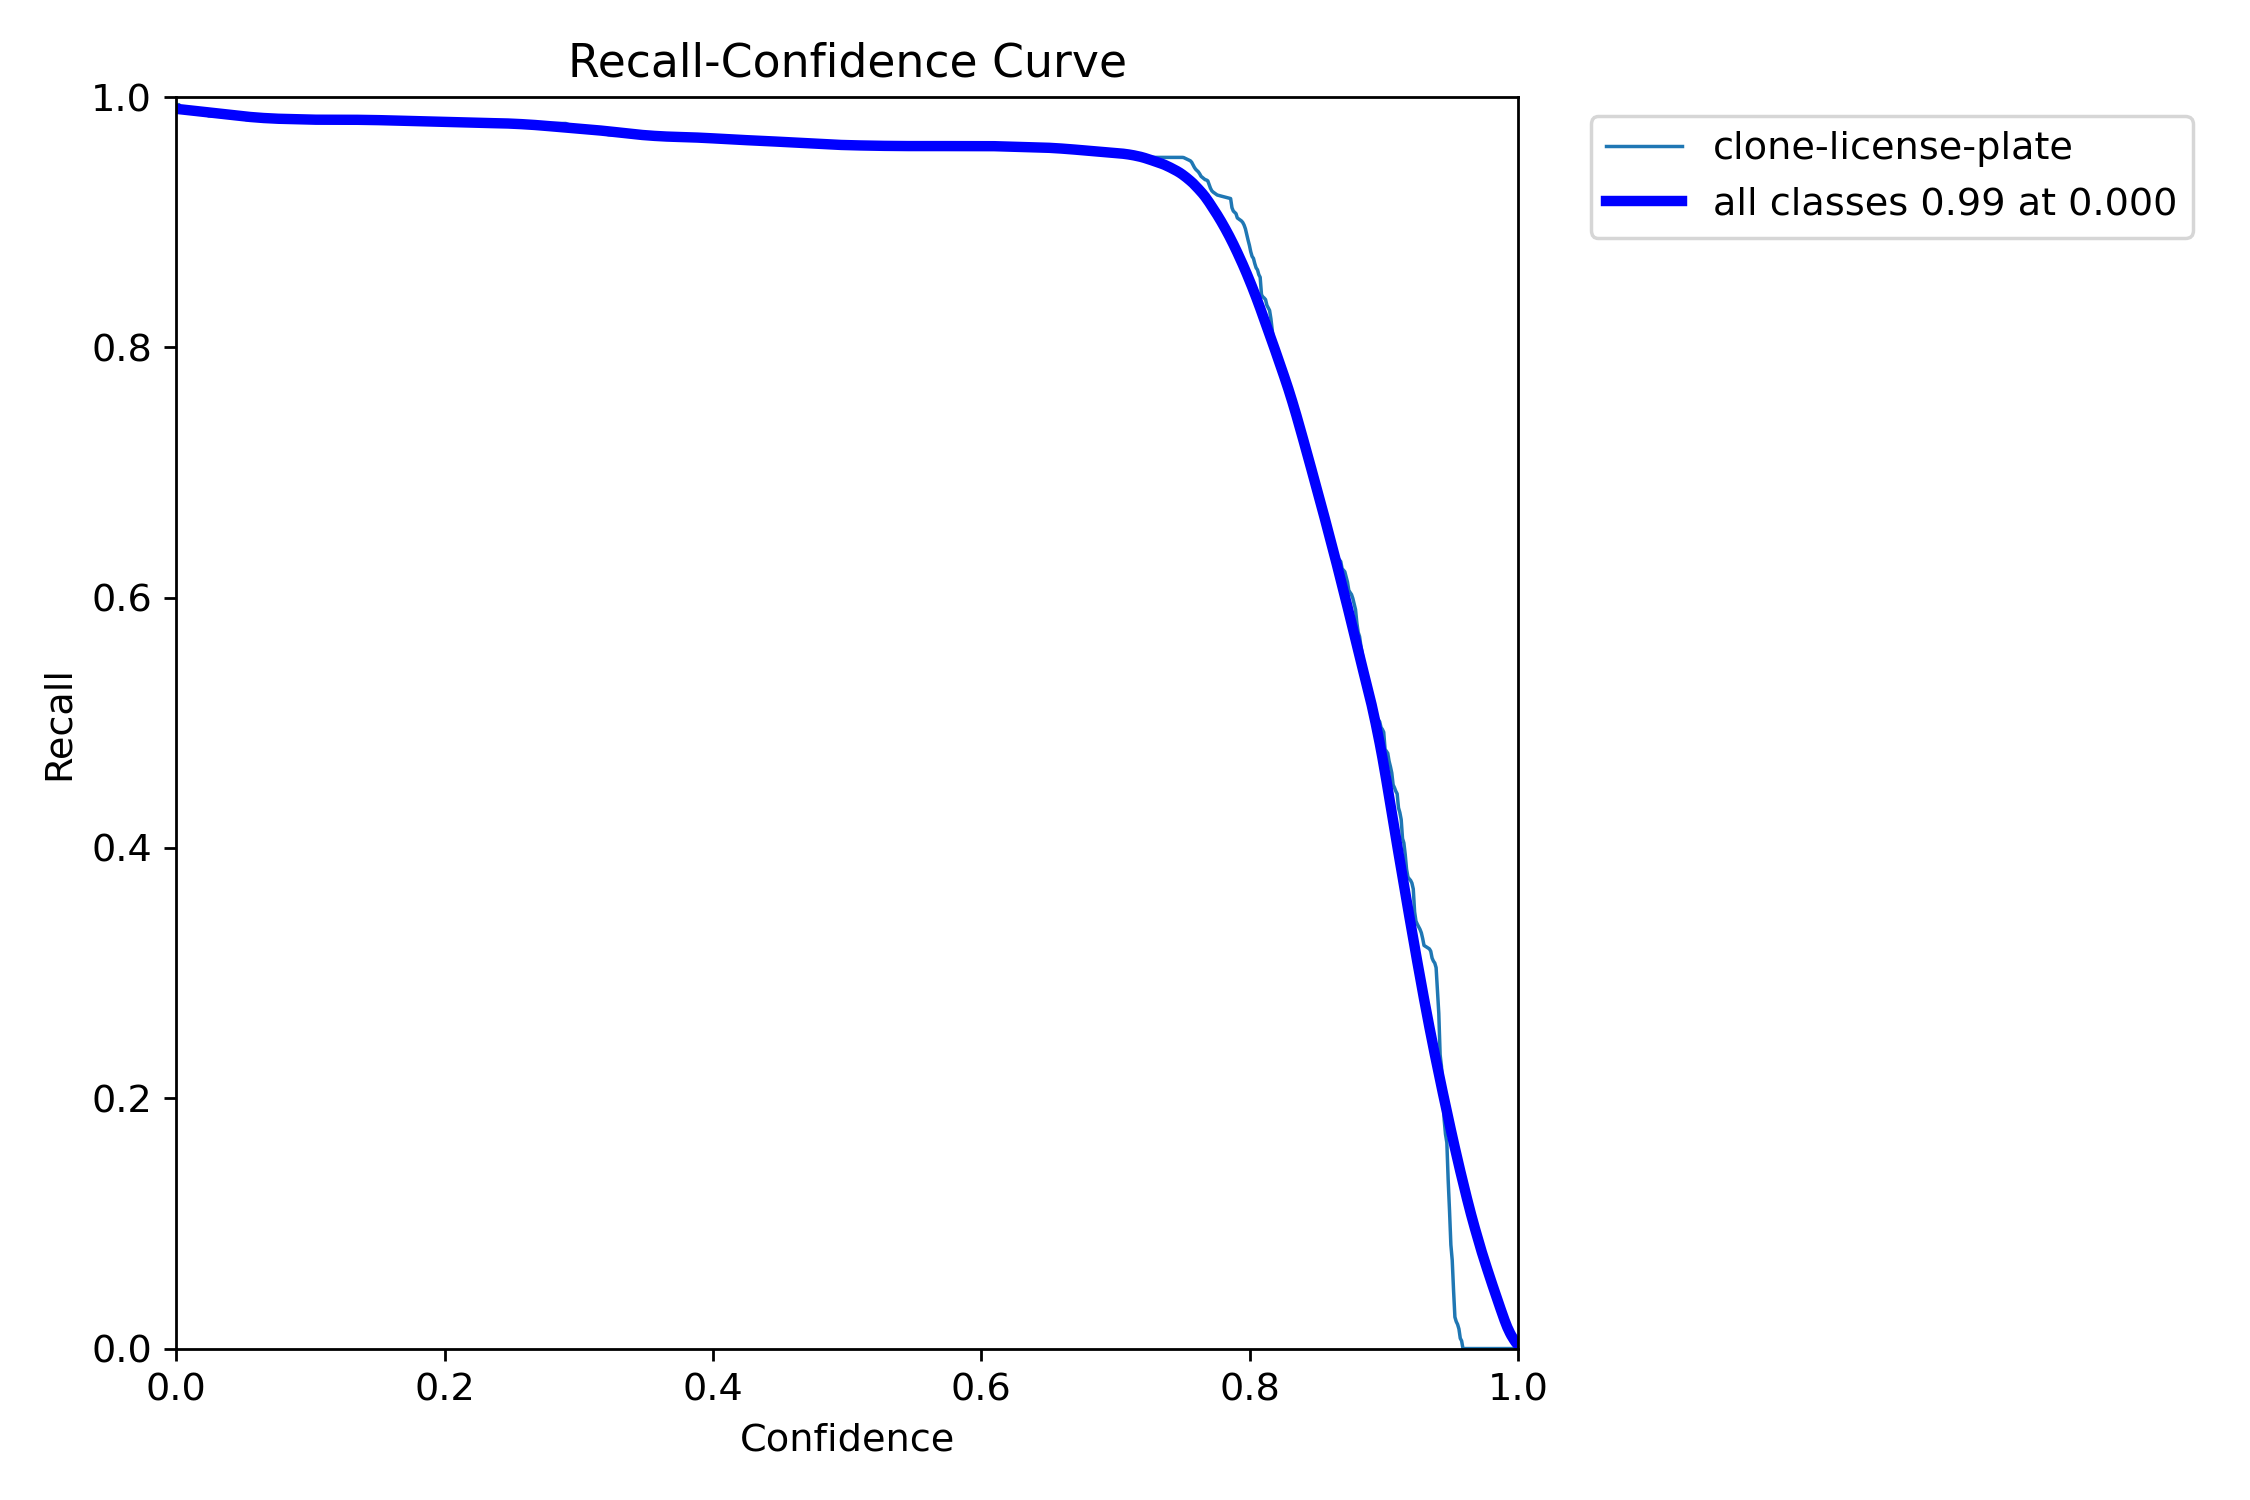 Recall-Confidence Curve
clone-license-plate
all classes 0.99 at 0.000
1.0
0.8
0.6
0.4
0.2
0.0
Recall
0.0 0.2 0.4 0.6 0.8 1.0
Confidence